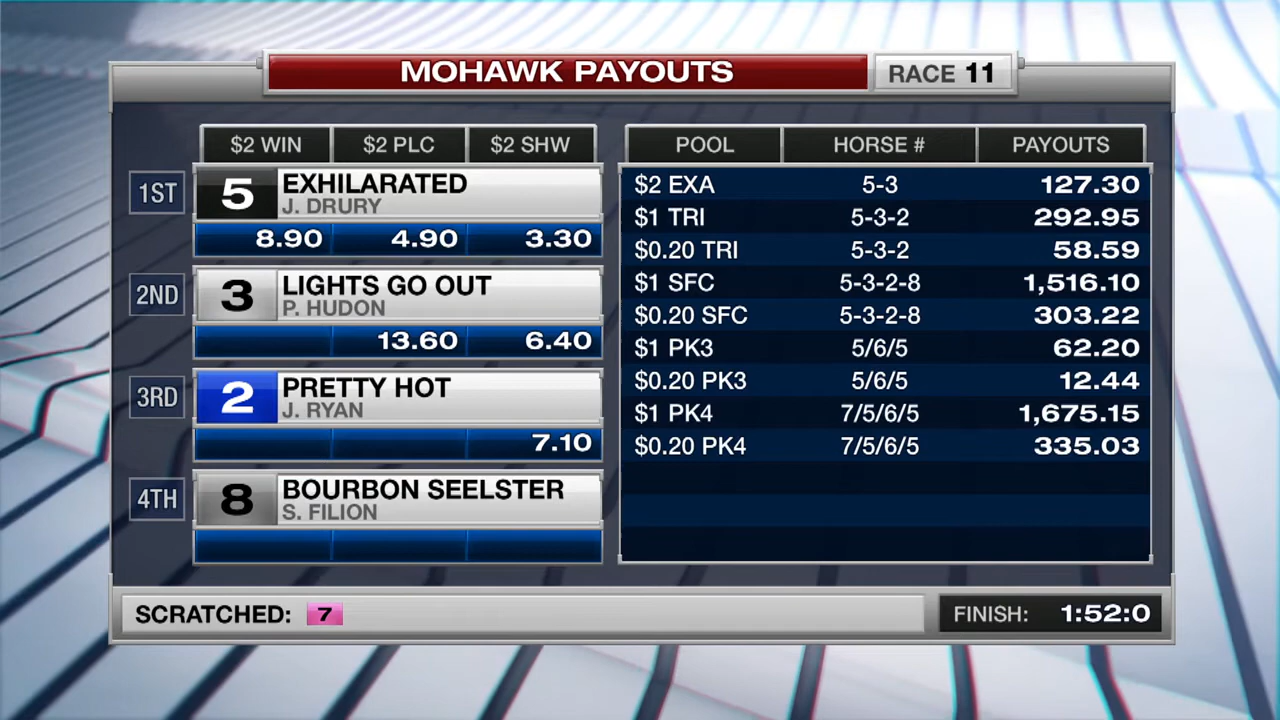 MOHAWK PAYOUTS RACE 11
$2 WIN $2 PLC $2 SHW
1ST 5 EXHILARATED
J. DRURY
8.90 4.90 3.30
2ND 3 LIGHTS GO OUT
P. HUDON
13.60 6.40
3RD 2 PRETTY HOT
J. RYAN
7.10
4TH 8 BOURBON SEELSTER
S. FILION
POOL HORSE # PAYOUTS
$2 EXA 5-3 127.30
$1 TRI 5-3-2 292.95
$0.20 TRI 5-3-2 58.59
$1 SFC 5-3-2-8 1,516.10
$0.20 SFC 5-3-2-8 303.22
$1 PK3 5/6/5 62.20
$0.20 PK3 5/6/5 12.44
$1 PK4 7/5/6/5 1,675.15
$0.20 PK4 7/5/6/5 335.03
SCRATCHED: 7
FINISH: 1:52:0